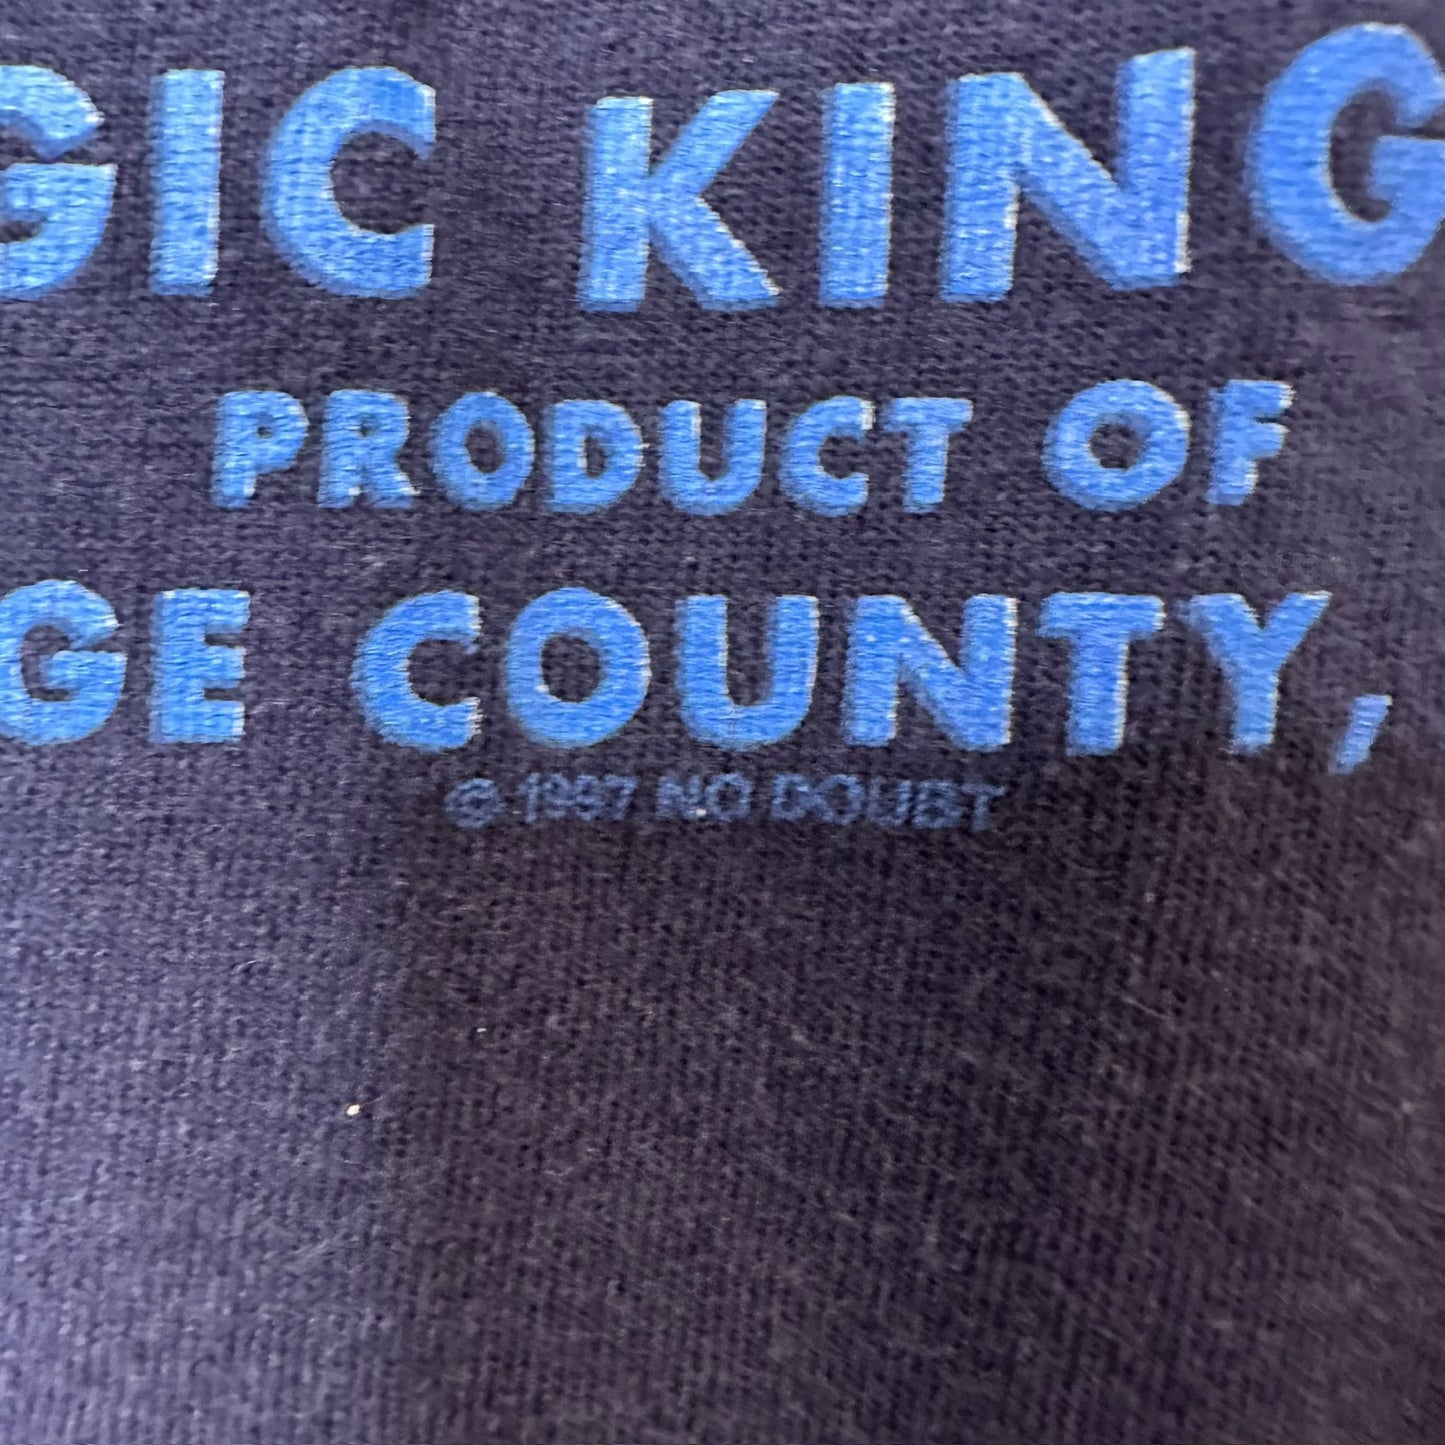 GIC KING
PRODUCT OF
GE COUNTY,
© 1997 NO DOUBT